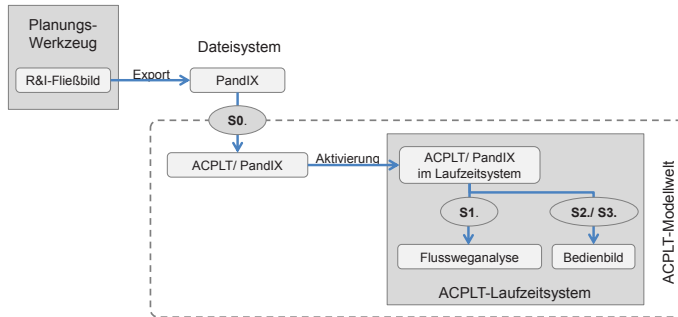 Planungs-
Werkzeug
Dateisystem
R&I-Fließbild
Export
PandIX
S0.
ACPLT/ PandIX
Aktivierung
ACPLT/ PandIX
im Laufzeitsystem
S1.
S2./ S3.
Flussweganalyse
Bedienbild
ACPLT-Laufzeitsystem
ACPLT-Modellwelt